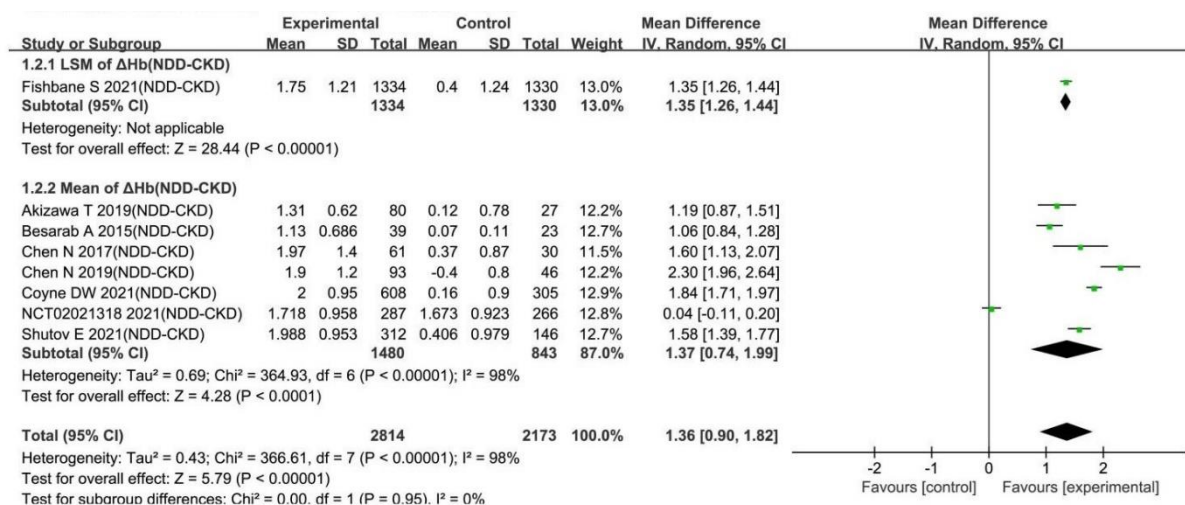 Experimental Control Mean Difference Mean Difference
Study or Subgroup Mean SD Total Mean SD Total Weight IV, Random, 95% CI IV, Random, 95% CI
1.2.1 LSM of ΔHb(NDD-CKD)
Fishbane S 2021(NDD-CKD) 1.75 1.21 1334 0.4 1.24 1330 13.0% 1.35 [1.26, 1.44]
Subtotal (95% CI) 1334 1330 13.0% 1.35 [1.26, 1.44]
Heterogeneity: Not applicable
Test for overall effect: Z = 28.44 (P < 0.00001)
1.2.2 Mean of ΔHb(NDD-CKD)
Akizawa T 2019(NDD-CKD) 1.31 0.62 80 0.12 0.78 27 12.2% 1.19 [0.87, 1.51]
Besarab A 2015(NDD-CKD) 1.13 0.686 39 0.07 0.11 23 12.7% 1.06 [0.84, 1.28]
Chen N 2017(NDD-CKD) 1.97 1.4 61 0.37 0.87 30 11.5% 1.60 [1.13, 2.07]
Chen N 2019(NDD-CKD) 1.9 1.2 93 -0.4 0.8 46 12.2% 2.30 [1.96, 2.64]
Coyne DW 2021(NDD-CKD) 2 0.95 608 0.16 0.9 305 12.9% 1.84 [1.71, 1.97]
NCT02021318 2021(NDD-CKD) 1.718 0.958 287 1.673 0.923 266 12.9% 0.04 [-0.11, 0.20]
Shutov E 2021(NDD-CKD) 1.988 0.953 312 0.406 0.979 146 12.8% 1.58 [1.39, 1.77]
Subtotal (95% CI) 1480 843 87.0% 1.37 [0.74, 1.99]
Heterogeneity: Tau² = 0.69; Chi² = 364.93, df = 6 (P < 0.00001); I² = 98%
Test for overall effect: Z = 4.28 (P < 0.0001)
Total (95% CI) 2814 2173 100.0% 1.36 [0.90, 1.82]
Heterogeneity: Tau² = 0.43; Chi² = 366.61, df = 7 (P < 0.00001); I² = 98%
Test for overall effect: Z = 5.79 (P < 0.00001)
Test for subgroup differences: Chi² = 0.00, df = 1 (P = 0.95), I² = 0%
-2 -1 0 1 2
Favours [control] Favours [experimental]